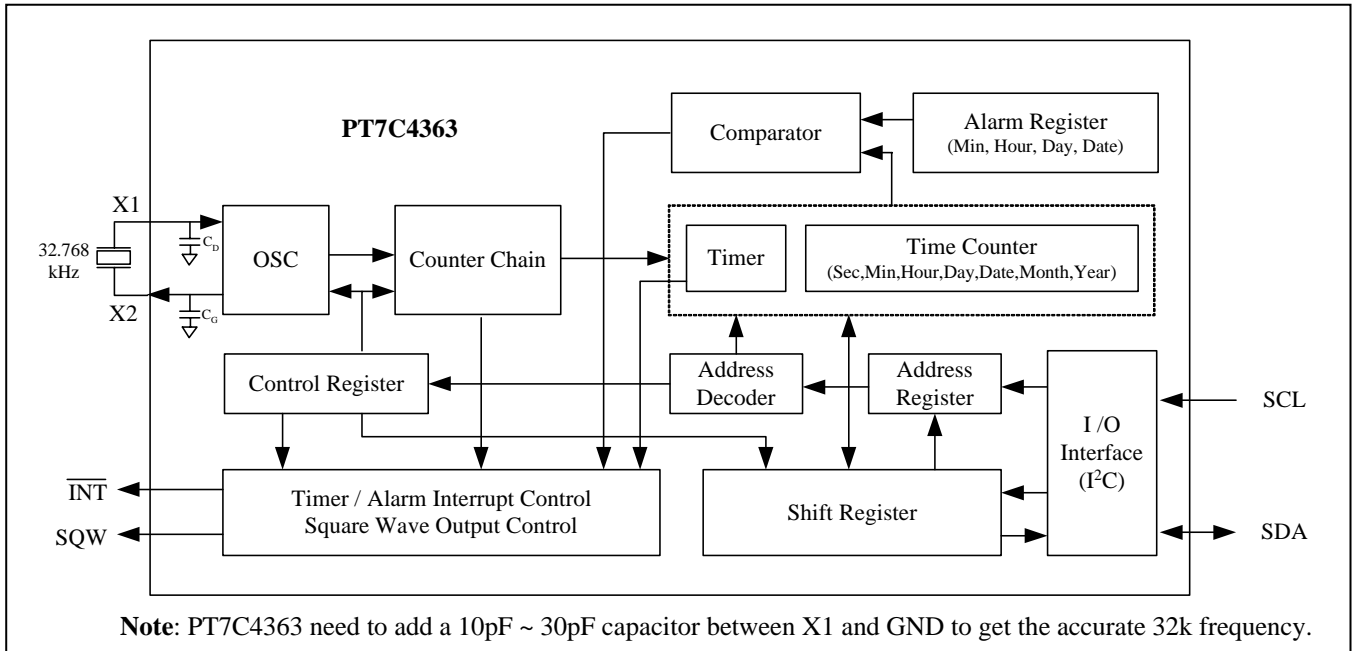 PT7C4363
Comparator
Alarm Register
(Min, Hour, Day, Date)
X1
C_D
32.768
kHz
OSC
Counter Chain
Timer
Time Counter
(Sec,Min,Hour,Day,Date,Month,Year)
X2
C_G
Control Register
Address
Decoder
Address
Register
I /O
Interface
(I²C)
SCL
I̅N̅T̅
SQW
Timer / Alarm Interrupt Control
Square Wave Output Control
Shift Register
SDA
Note: PT7C4363 need to add a 10pF ~ 30pF capacitor between X1 and GND to get the accurate 32k frequency.